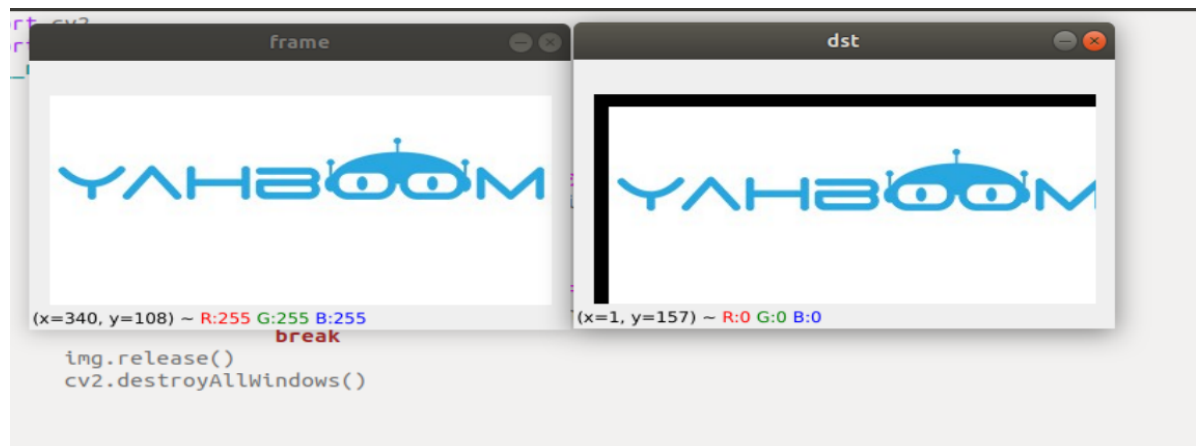 frame
dst
YAHBOOM
YAHBOOM
(x=340, y=108) ~ R:255 G:255 B:255
(x=1, y=157) ~ R:0 G:0 B:0
break
img.release()
cv2.destroyAllWindows()